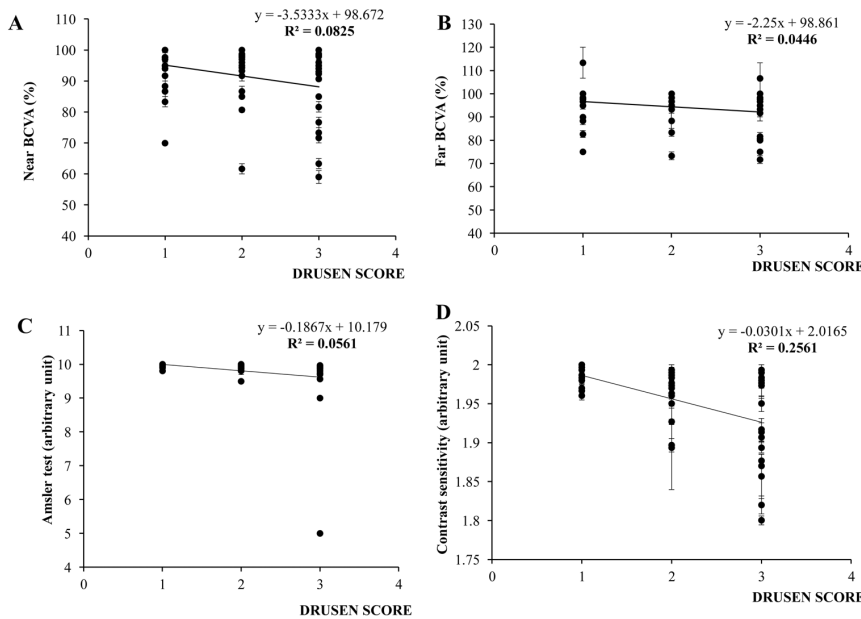 A
y = -3.5333x + 98.672
R² = 0.0825
Near BCVA (%)
100
90
80
70
60
50
40
0
1
2
3
4
DRUSEN SCORE
B
y = -2.25x + 98.861
R² = 0.0446
Far BCVA (%)
130
120
110
100
90
80
70
60
50
40
0
1
2
3
4
DRUSEN SCORE
C
y = -0.1867x + 10.179
R² = 0.0561
Amsler test (arbitrary unit)
11
10
9
8
7
6
5
4
0
1
2
3
4
DRUSEN SCORE
D
y = -0.0301x + 2.0165
R² = 0.2561
Contrast sensitivity (arbitrary unit)
2.05
2
1.95
1.9
1.85
1.8
1.75
0
1
2
3
4
DRUSEN SCORE